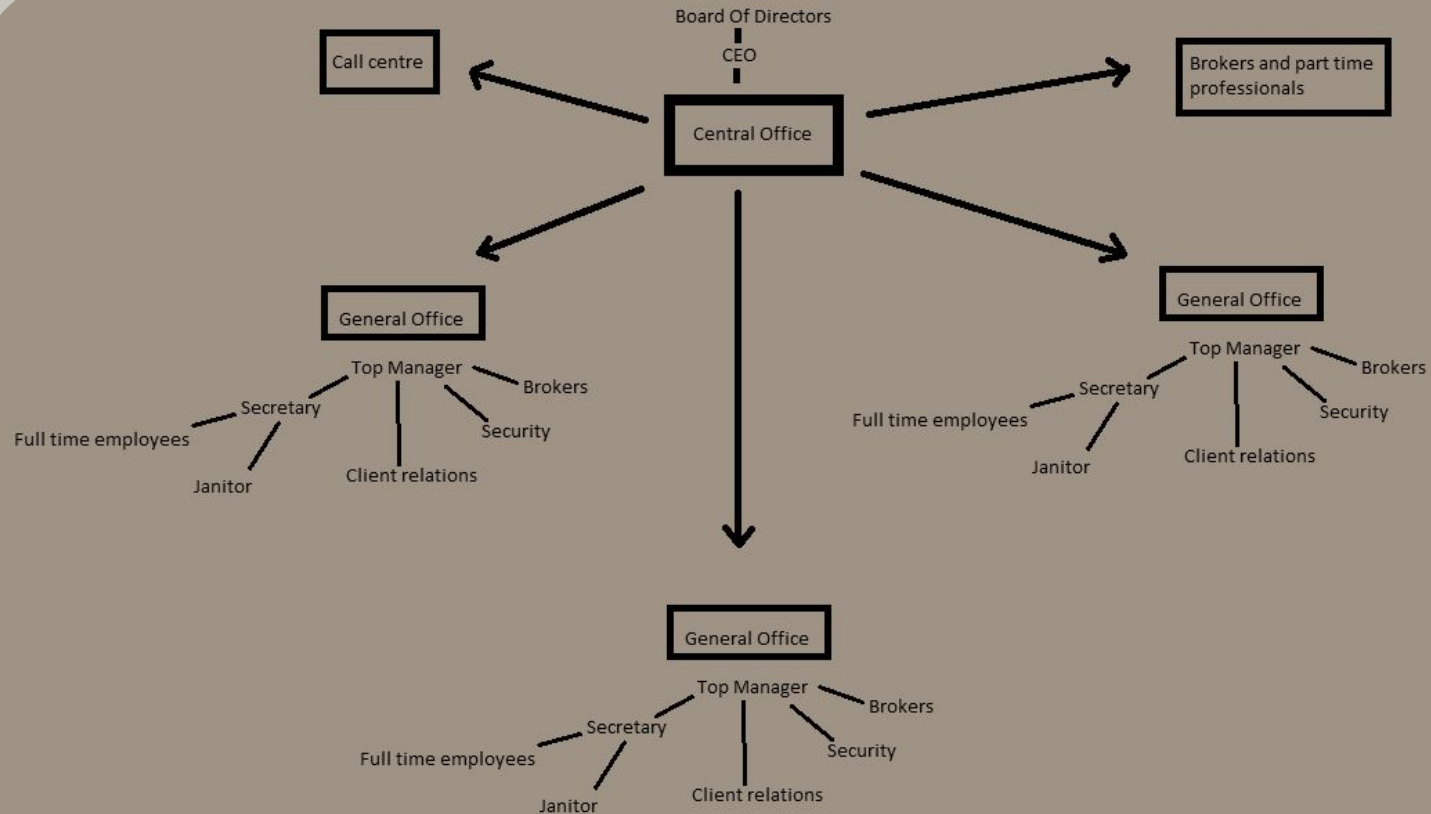 Board Of Directors
CEO
Central Office
Call centre
Brokers and part time
professionals
General Office
Top Manager
Brokers
Secretary
Security
Full time employees
Client relations
Janitor
General Office
Top Manager
Brokers
Secretary
Security
Full time employees
Client relations
Janitor
General Office
Top Manager
Brokers
Secretary
Security
Full time employees
Client relations
Janitor